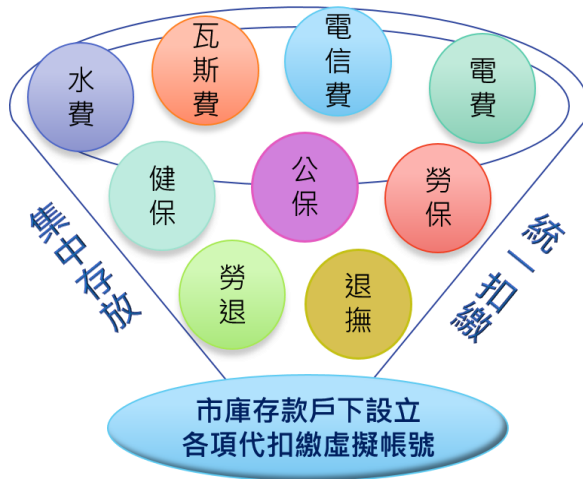 水費
瓦斯費
電信費
電費
健保
公保
勞保
勞退
退撫
集中存放
統一扣繳
市庫存款戶下設立
各項代扣繳虛擬帳號